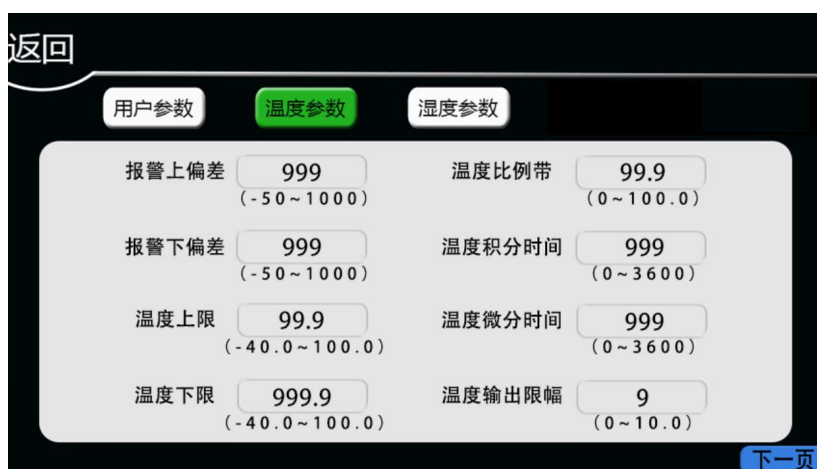 返回
用户参数 温度参数 湿度参数
报警上偏差 999 温度比例带 99.9
(-50~1000) (0~100.0)
报警下偏差 999 温度积分时间 999
(-50~1000) (0~3600)
温度上限 99.9 温度微分时间 999
(-40.0~100.0) (0~3600)
温度下限 999.9 温度输出限幅 9
(-40.0~100.0) (0~10.0)
下一页